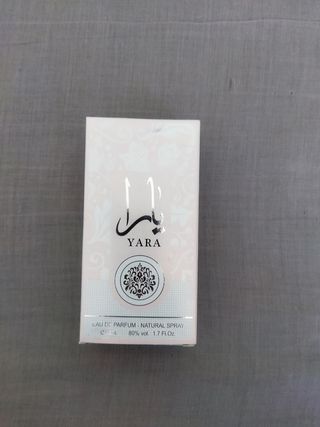 يارا
YARA
EAU DE PARFUM - NATURAL SPRAY
80% vol. 1.7 Fl.Oz.